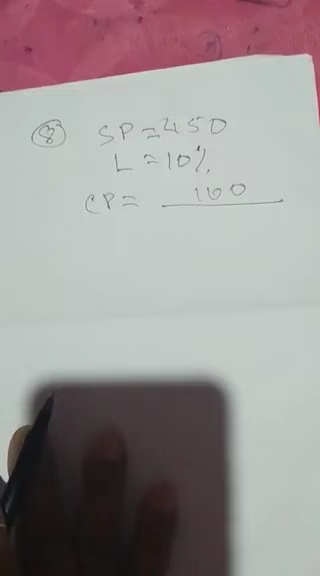 ⑧ SP = 450
L = 10%
CP = 100